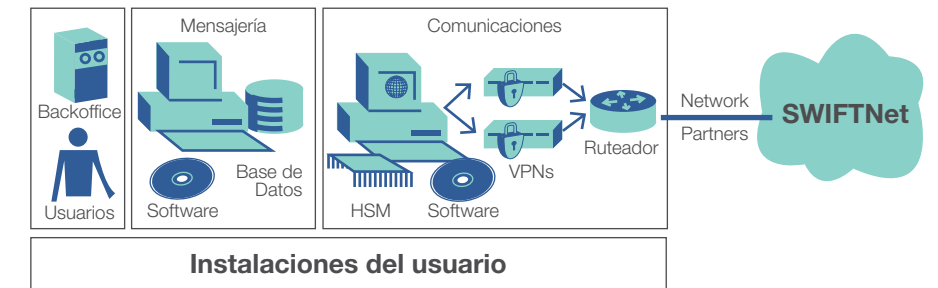 Mensajería
Comunicaciones
Backoffice
Usuarios
Software
Base de
Datos
HSM
Software
VPNs
Ruteador
Network
Partners
SWIFTNet
Instalaciones del usuario